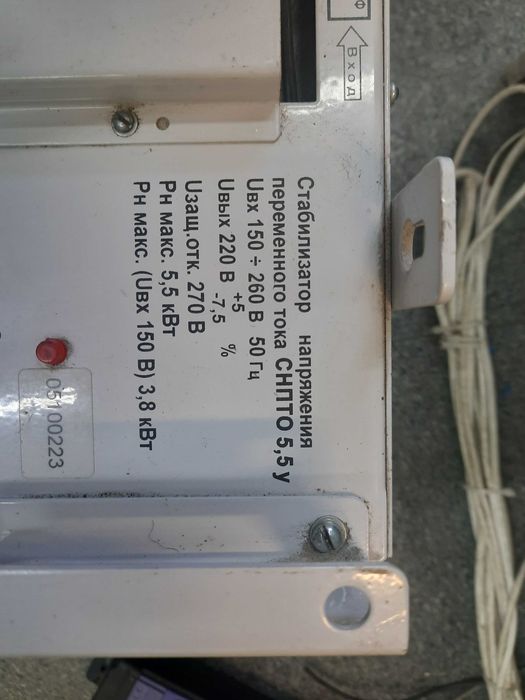 Ф
Вход
Стабилизатор напряжения
переменного тока СНПТО 5,5 у
Uвх 150 ÷ 260 В 50 Гц
Uвых 220 В +5 -7,5 %
Uзащ.отк. 270 В
Рн макс. 5,5 кВт
Рн макс. (Uвх 150 В) 3,8 кВт
05100223